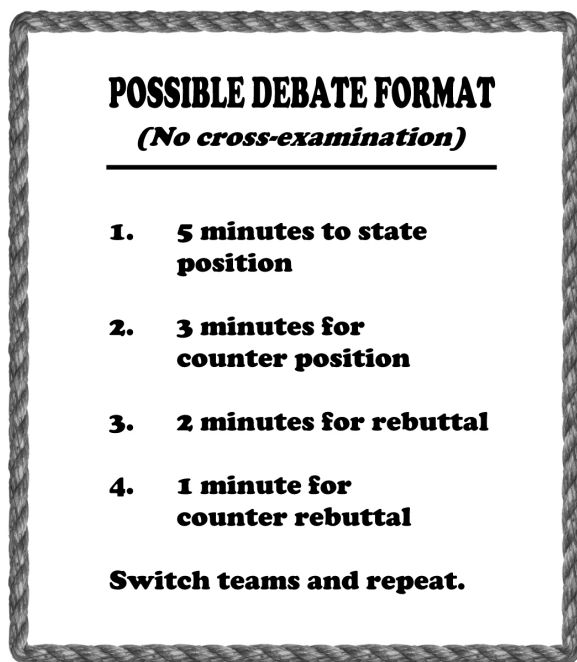 POSSIBLE DEBATE FORMAT
(No cross-examination)
1. 5 minutes to state
position
2. 3 minutes for
counter position
3. 2 minutes for rebuttal
4. 1 minute for
counter rebuttal
Switch teams and repeat.